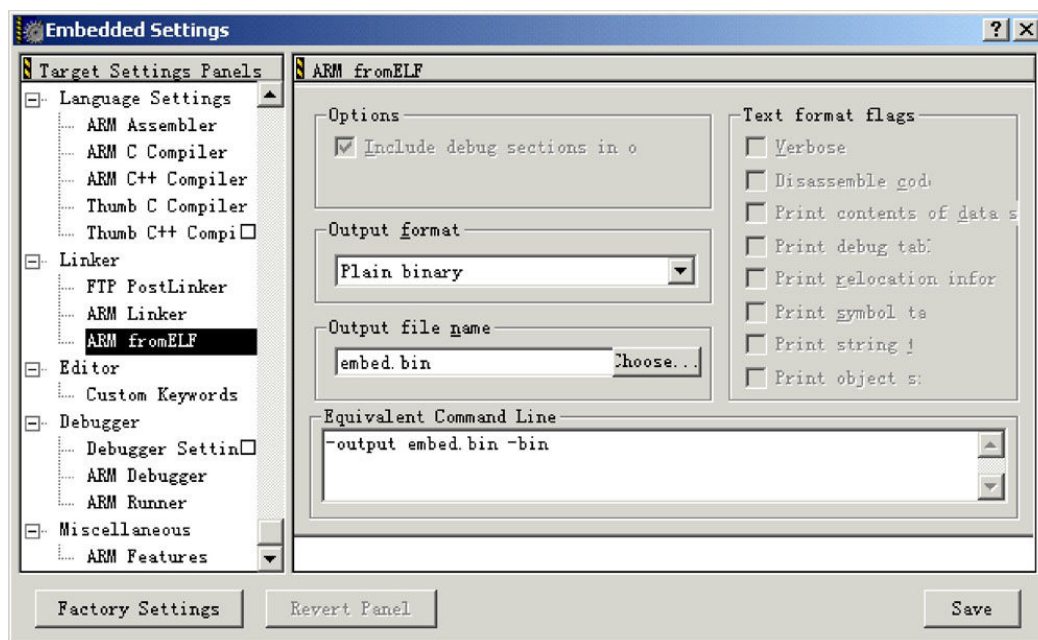 Embedded Settings
Target Settings Panels
Language Settings
ARM Assembler
ARM C Compiler
ARM C++ Compiler
Thumb C Compiler
Thumb C++ Compi
Linker
FTP PostLinker
ARM Linker
ARM fromELF
Editor
Custom Keywords
Debugger
Debugger Settin
ARM Debugger
ARM Runner
Miscellaneous
ARM Features
ARM fromELF
Options
Include debug sections in o
Output format
Plain binary
Output file name
embed.bin
Choose...
Text format flags
Verbose
Disassemble cod
Print contents of data s
Print debug tab
Print relocation infor
Print symbol ta
Print string
Print object s
Equivalent Command Line
-output embed.bin -bin
Factory Settings
Revert Panel
Save